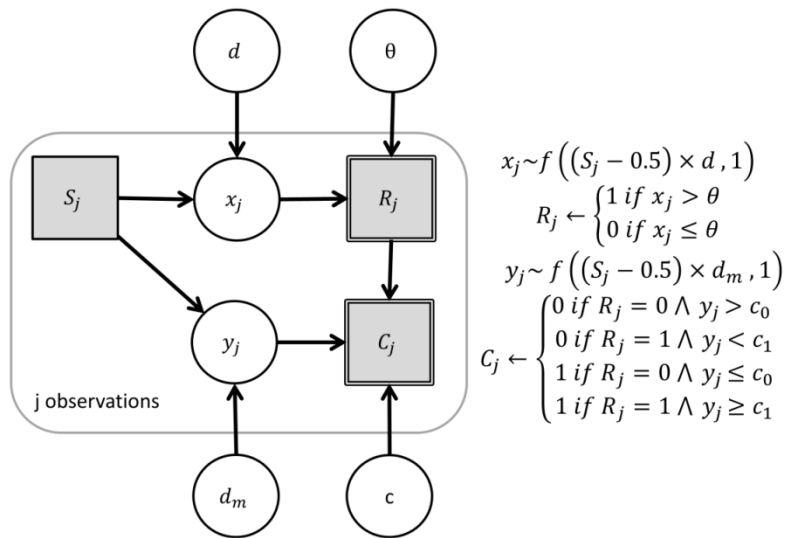 d
θ
S_j
x_j
R_j
y_j
C_j
j observations
d_m
c
x_j~f((S_j − 0.5) × d , 1)
R_j ← {1 if x_j > θ
0 if x_j ≤ θ
y_j~ f((S_j − 0.5) × d_m , 1)
C_j ← {0 if R_j = 0 ∧ y_j > c_0
0 if R_j = 1 ∧ y_j < c_1
1 if R_j = 0 ∧ y_j ≤ c_0
1 if R_j = 1 ∧ y_j ≥ c_1